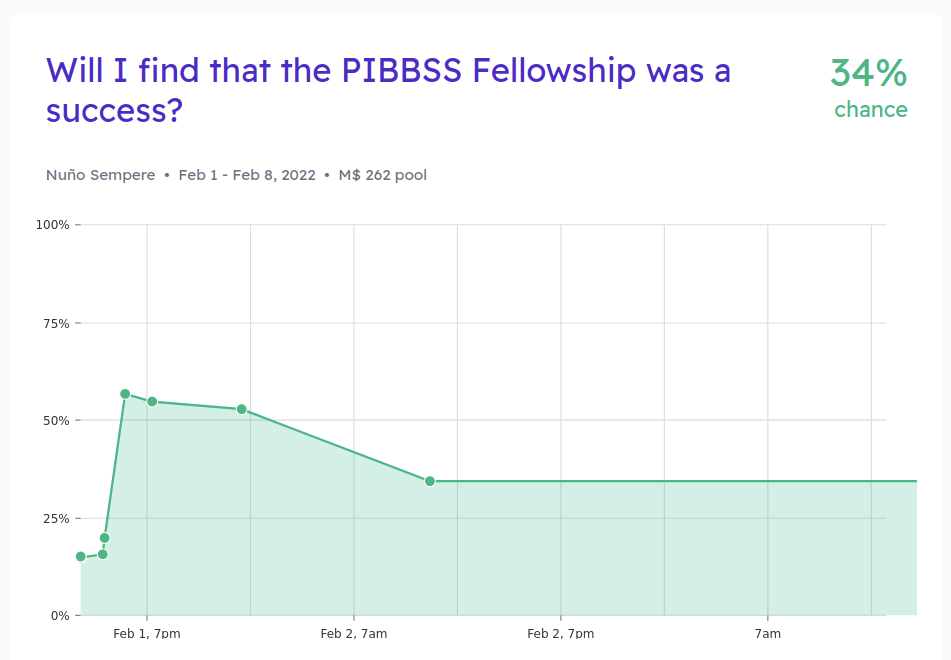 Will I find that the PIBBSS Fellowship was a
success?
34%
chance
Nuño Sempere • Feb 1 - Feb 8, 2022 • M$ 262 pool
100%
75%
50%
25%
0%
Feb 1, 7pm
Feb 2, 7am
Feb 2, 7pm
7am